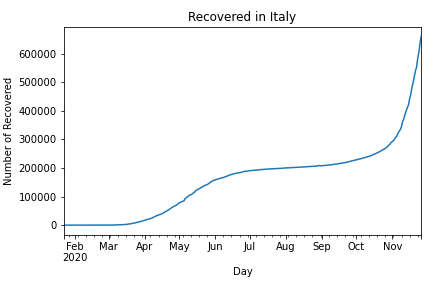 Recovered in Italy
Number of Recovered
600000
500000
400000
300000
200000
100000
0
Feb Mar Apr May Jun Jul Aug Sep Oct Nov
2020
Day